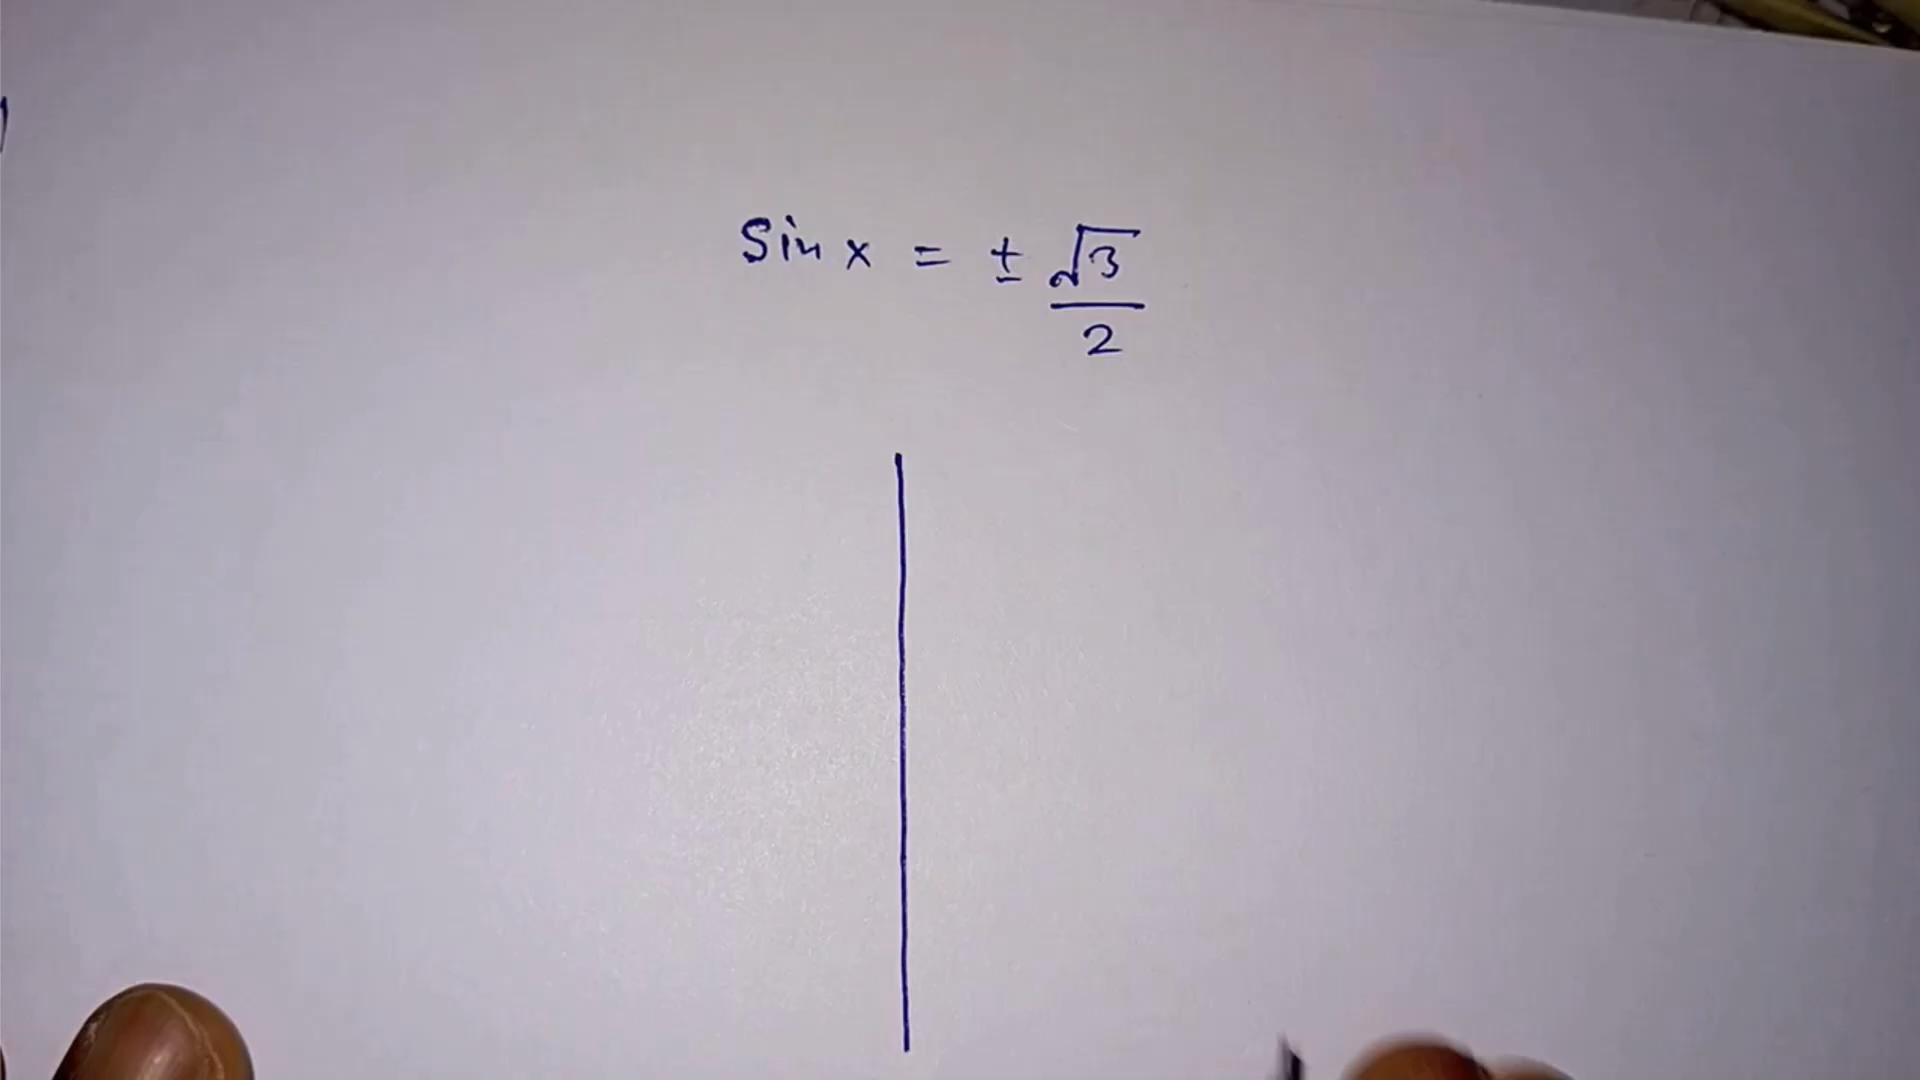 Sin x = ± √3/2